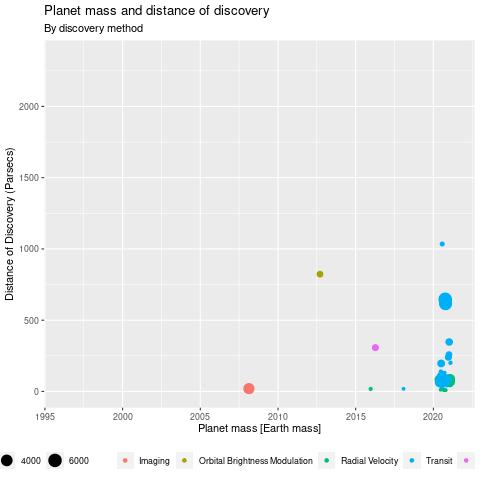 Planet mass and distance of discovery
By discovery method
Distance of Discovery (Parsecs)
2000
1500
1000
500
0
1995
2000
2005
2010
2015
2020
Planet mass [Earth mass]
4000
6000
Imaging
Orbital Brightness Modulation
Radial Velocity
Transit